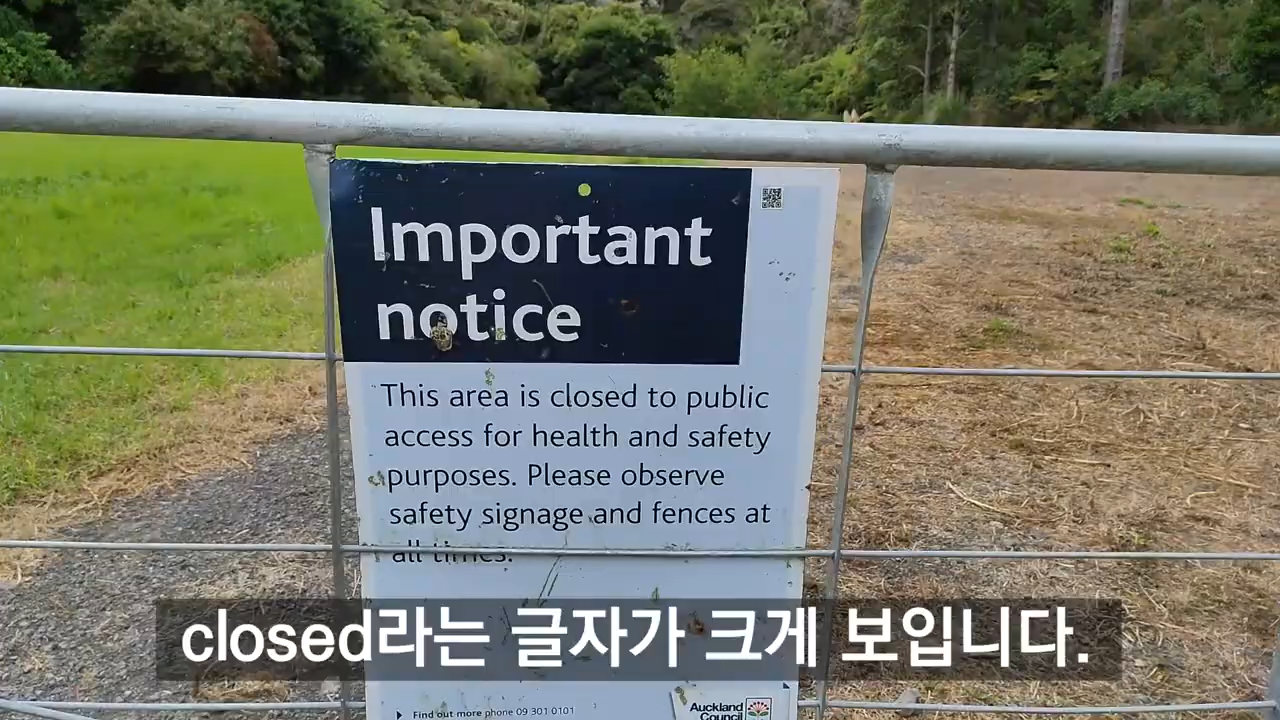 Important
notice
This area is closed to public
access for health and safety
purposes. Please observe
safety signage and fences at
all times.
closed라는 글자가 크게 보입니다.
Find out more phone 09 301 0101
Auckland
Council